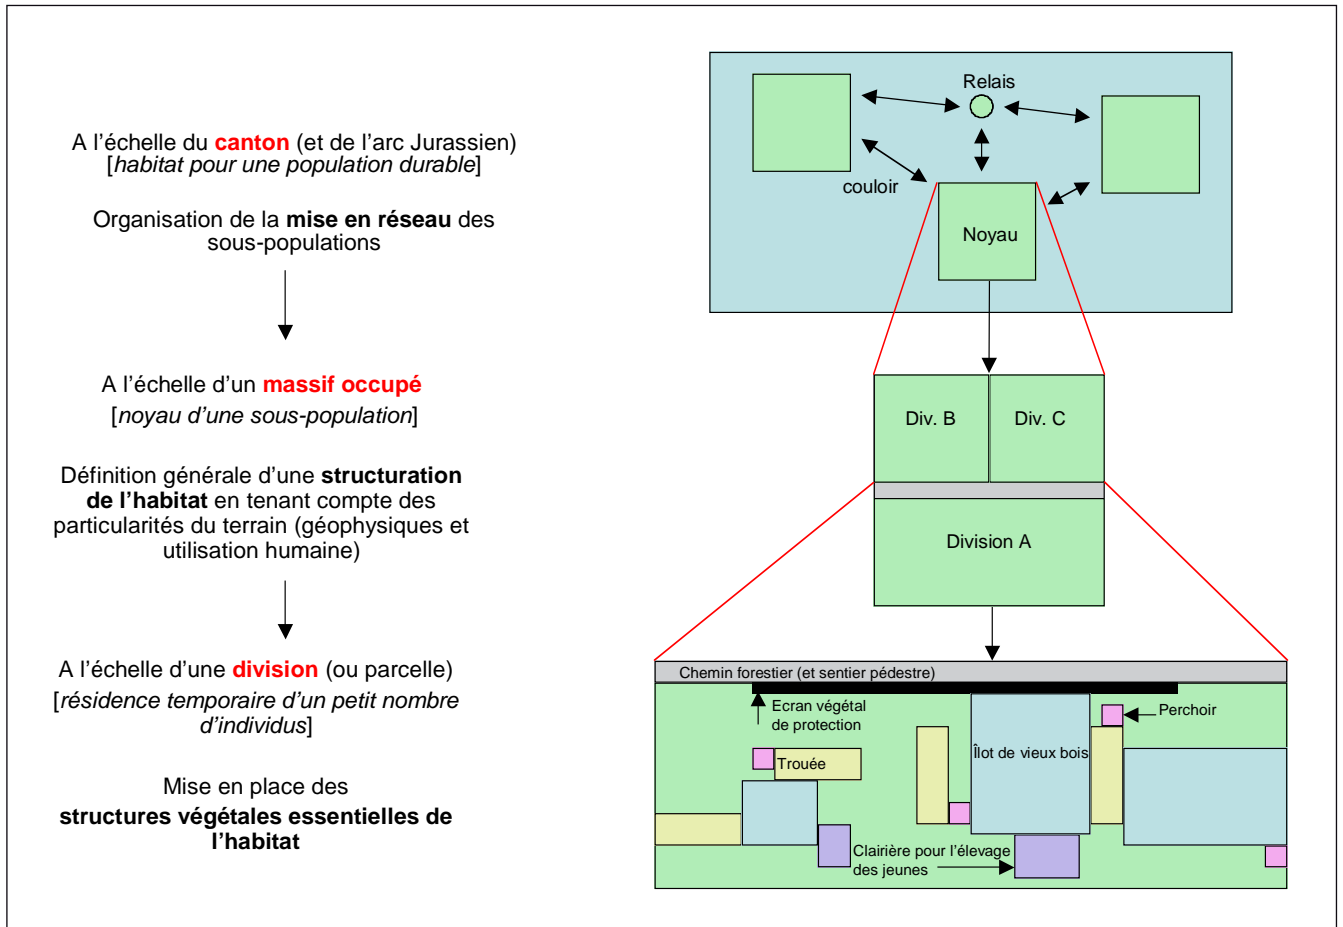 A l’échelle du canton (et de l’arc Jurassien)
[habitat pour une population durable]
Organisation de la mise en réseau des
sous-populations
A l’échelle d’un massif occupé
[noyau d’une sous-population]
Définition générale d’une structuration
de l’habitat en tenant compte des
particularités du terrain (géophysiques et
utilisation humaine)
A l’échelle d’une division (ou parcelle)
[résidence temporaire d’un petit nombre
d’individus]
Mise en place des
structures végétales essentielles de
l’habitat
Relais
couloir
Noyau
Div. B
Div. C
Division A
Chemin forestier (et sentier pédestre)
Ecran végétal
de protection
Perchoir
Trouée
Îlot de vieux bois
Clairière pour l’élevage
des jeunes